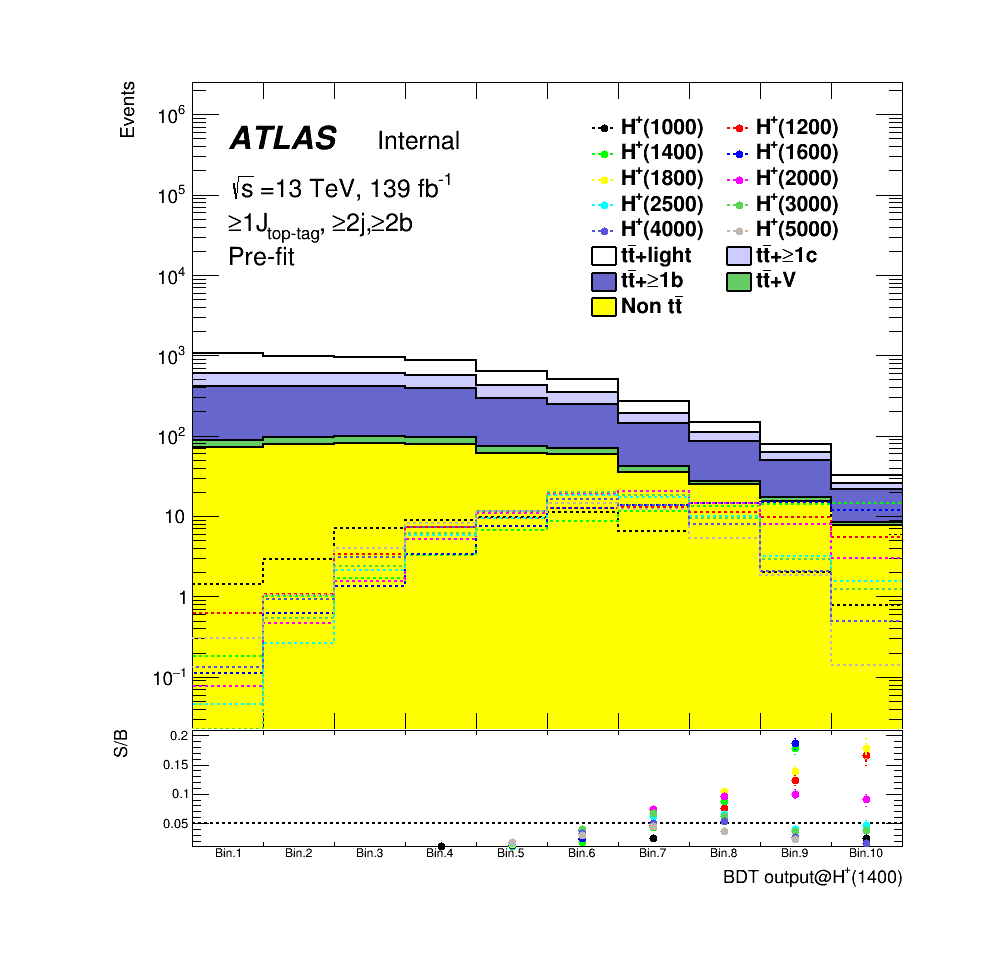 Events
10⁶
10⁵
10⁴
10³
10²
10
1
10⁻¹
ATLAS Internal
√s =13 TeV, 139 fb⁻¹
≥1J_top-tag, ≥2j,≥2b
Pre-fit
H⁺(1000) H⁺(1200)
H⁺(1400) H⁺(1600)
H⁺(1800) H⁺(2000)
H⁺(2500) H⁺(3000)
H⁺(4000) H⁺(5000)
tt̄+light tt̄+≥1c
tt̄+≥1b tt̄+V
Non tt̄
S/B
0.2
0.15
0.1
0.05
Bin.1 Bin.2 Bin.3 Bin.4 Bin.5 Bin.6 Bin.7 Bin.8 Bin.9 Bin.10
BDT output@H⁺(1400)